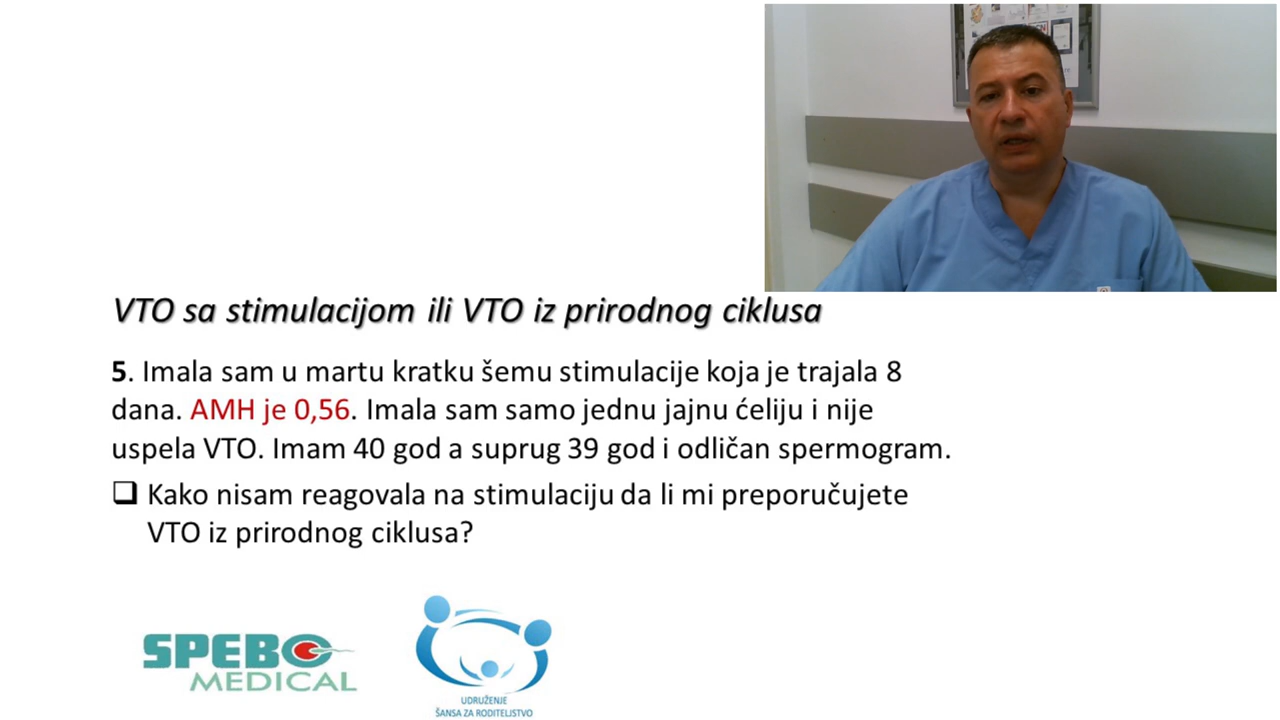 VTO sa stimulacijom ili VTO iz prirodnog ciklusa
5. Imala sam u martu kratku šemu stimulacije koja je trajala 8
dana. AMH je 0,56. Imala sam samo jednu jajnu ćeliju i nije
uspela VTO. Imam 40 god a suprug 39 god i odličan spermogram.
Kako nisam reagovala na stimulaciju da li mi preporučujete
VTO iz prirodnog ciklusa?
SPEBO
MEDICAL
UDRUŽENJE
ŠANSA ZA RODITELJSTVO